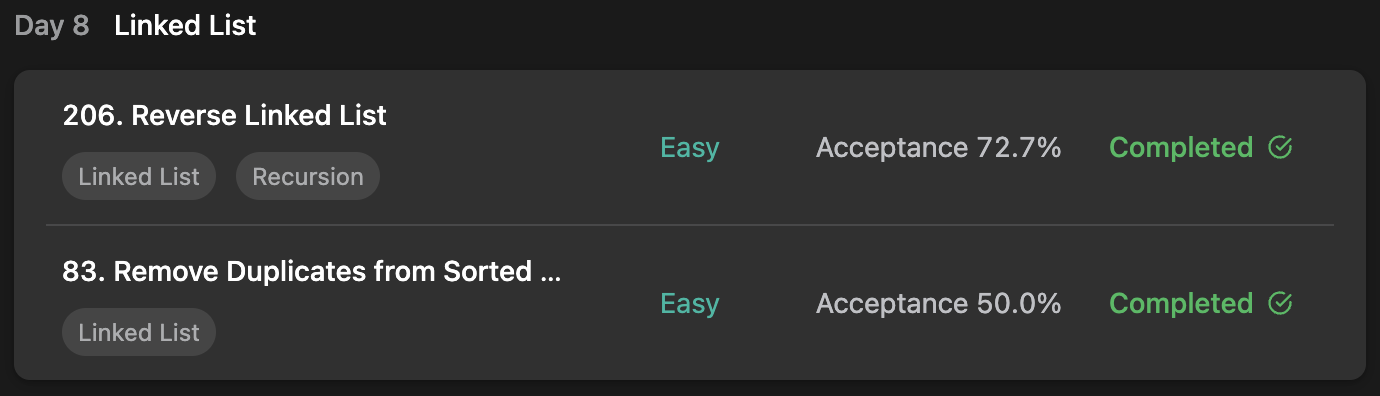 Day 8 Linked List
206. Reverse Linked List
Linked List Recursion
Easy
Acceptance 72.7%
Completed
83. Remove Duplicates from Sorted ...
Linked List
Easy
Acceptance 50.0%
Completed